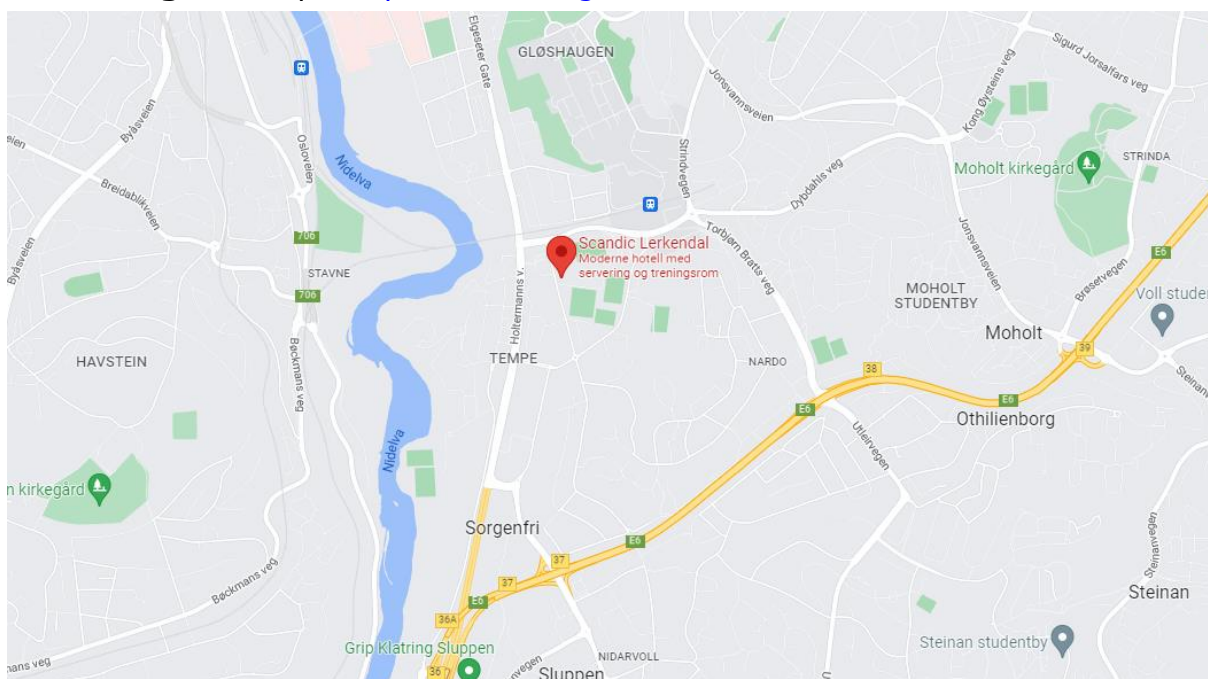 GLØSHAUGEN
Elgeseter Gate
Sigurd Jorsalfars veg
Jonsvannsveien
Kong Øysteins veg
Byåsveien
Osloveien
Nidelva
Strindvegen
Moholt kirkegård
STRINDA
Breidablikveien
Dybdahls veg
706
Scandic Lerkendal
Moderne hotell med
servering og treningsrom
Torbjørn Bratts veg
Jonsvannsveien
E6
Byåsveien
STAVNE
706
Holtermanns v.
MOHOLT
STUDENTBY
Brøsetvegen
Voll studen
Moholt
39
HAVSTEIN
Bøckmans veg
TEMPE
NARDO
38
Steinan
E6
E6
Othilienborg
Utleirvegen
Nidelva
n kirkegård
Sorgenfri
E6
Steinanvegen
37
37
Bøckmans veg
E6
Steinan
36A
Grip Klatring Sluppen
Steinan studentby
NIDARVOLL
mans veg
36
Sluppen